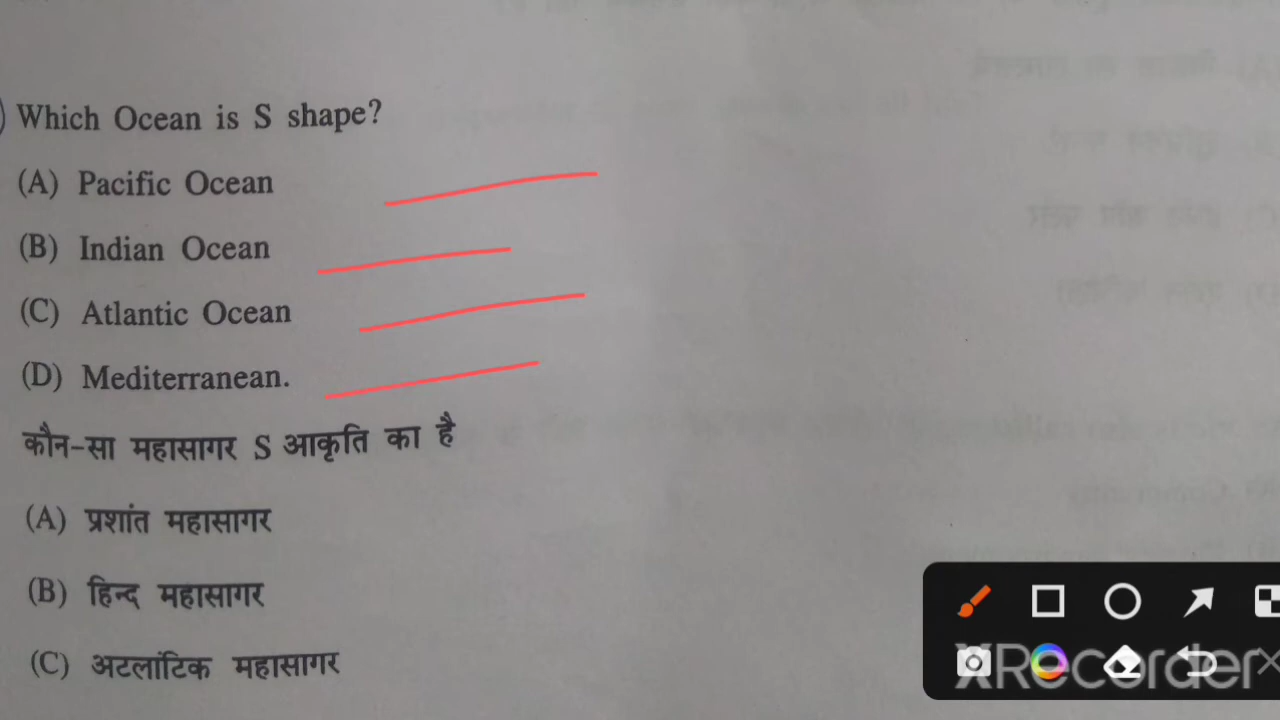 Which Ocean is S shape?
(A) Pacific Ocean
(B) Indian Ocean
(C) Atlantic Ocean
(D) Mediterranean.
कौन-सा महासागर S आकृति का है
(A) प्रशांत महासागर
(B) हिन्द महासागर
(C) अटलांटिक महासागर
XRecorder